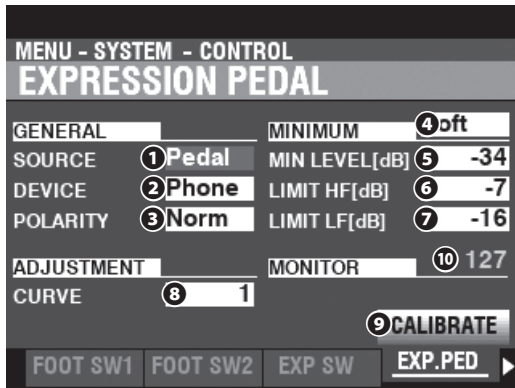 MENU - SYSTEM - CONTROL
EXPRESSION PEDAL
GENERAL
SOURCE 1 Pedal
DEVICE 2 Phone
POLARITY 3 Norm
ADJUSTMENT
CURVE 8 1
MINIMUM 4 oft
MIN LEVEL[dB] 5 -34
LIMIT HF[dB] 6 -7
LIMIT LF[dB] 7 -16
MONITOR 10 127
9 CALIBRATE
FOOT SW1 FOOT SW2 EXP SW EXP.PED